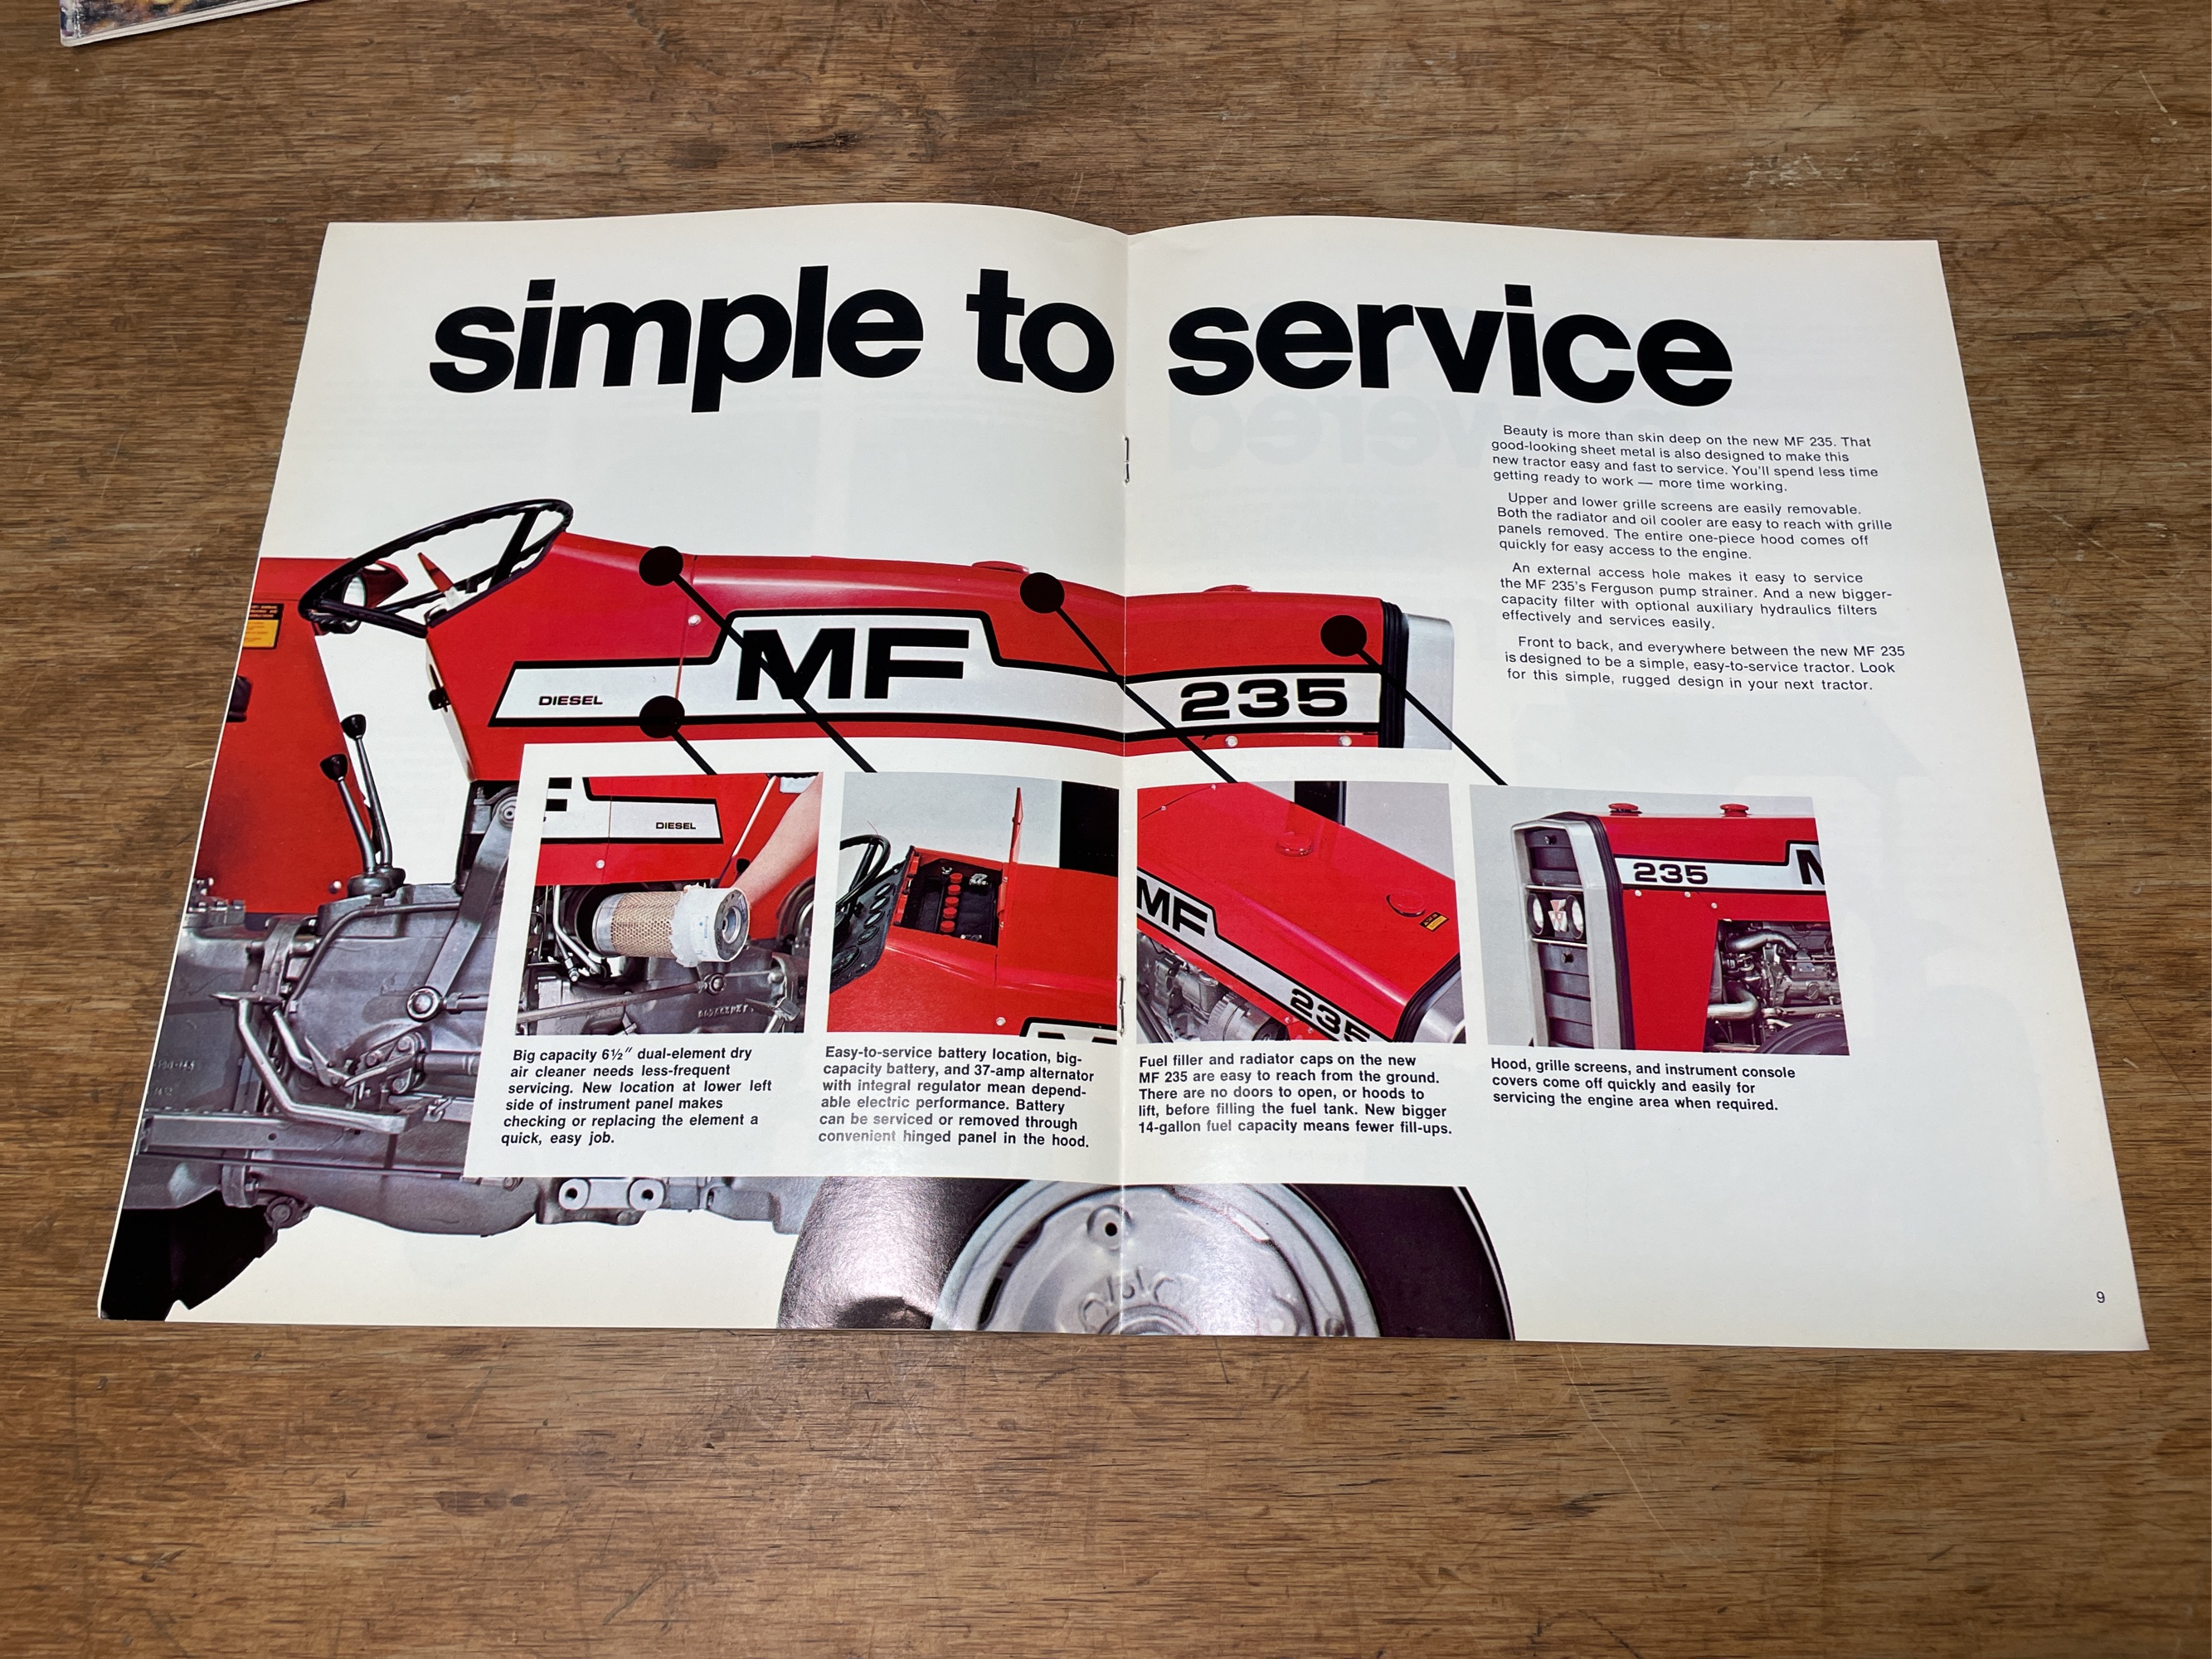 simple to service
Beauty is more than skin deep on the new MF 235. That
good-looking sheet metal is also designed to make this
new tractor easy and fast to service. You'll spend less time
getting ready to work — more time working.
Upper and lower grille screens are easily removable.
Both the radiator and oil cooler are easy to reach with grille
panels removed. The entire one-piece hood comes off
quickly for easy access to the engine.
An external access hole makes it easy to service
the MF 235's Ferguson pump strainer. And a new bigger-
capacity filter with optional auxiliary hydraulics filters
effectively and services easily.
Front to back, and everywhere between the new MF 235
is designed to be a simple, easy-to-service tractor. Look
for this simple, rugged design in your next tractor.
DIESEL
MF
235
F
DIESEL
MF
235
235
M
Big capacity 6½" dual-element dry
air cleaner needs less-frequent
servicing. New location at lower left
side of instrument panel makes
checking or replacing the element a
quick, easy job.
Easy-to-service battery location, big-
capacity battery, and 37-amp alternator
with integral regulator mean depend-
able electric performance. Battery
can be serviced or removed through
convenient hinged panel in the hood.
Fuel filler and radiator caps on the new
MF 235 are easy to reach from the ground.
There are no doors to open, or hoods to
lift, before filling the fuel tank. New bigger
14-gallon fuel capacity means fewer fill-ups.
Hood, grille screens, and instrument console
covers come off quickly and easily for
servicing the engine area when required.
9